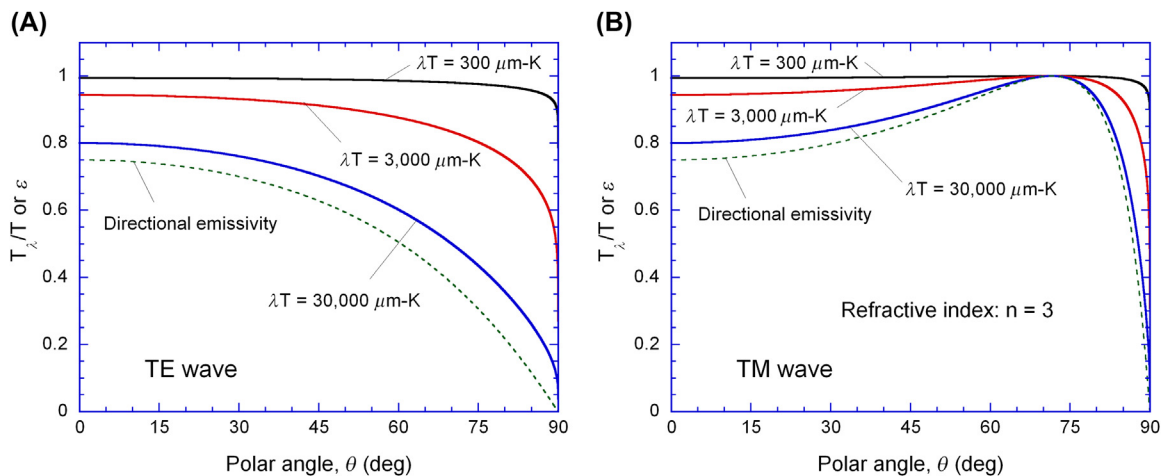 (A)
T_λ/T or ε
1
0.8
0.6
0.4
0.2
0
λT = 300 μm-K
λT = 3,000 μm-K
Directional emissivity
λT = 30,000 μm-K
TE wave
0 15 30 45 60 75 90
Polar angle, θ (deg)
(B)
T_λ/T or ε
1
0.8
0.6
0.4
0.2
0
λT = 300 μm-K
λT = 3,000 μm-K
λT = 30,000 μm-K
Directional emissivity
Refractive index: n = 3
TM wave
0 15 30 45 60 75 90
Polar angle, θ (deg)